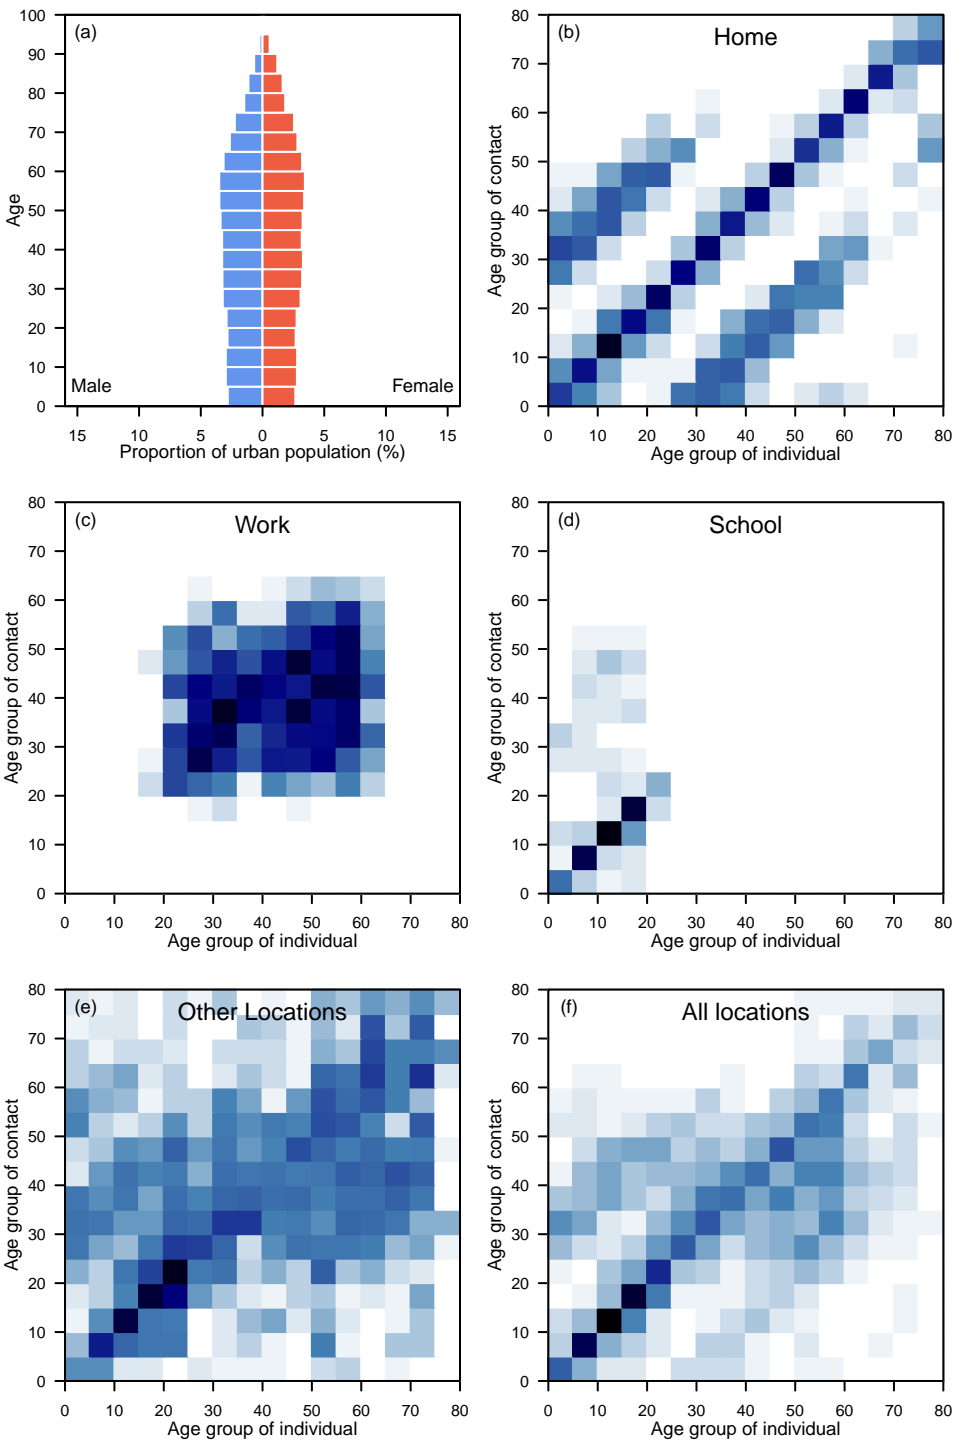 (a)
100
90
80
70
60
50
40
30
20
10
0
Age
Male
Female
15 10 5 0 5 10 15
Proportion of urban population (%)
(b)
Home
80
70
60
50
40
30
20
10
0
Age group of contact
0 10 20 30 40 50 60 70 80
Age group of individual
(c)
Work
80
70
60
50
40
30
20
10
0
Age group of contact
0 10 20 30 40 50 60 70 80
Age group of individual
(d)
School
80
70
60
50
40
30
20
10
0
Age group of contact
0 10 20 30 40 50 60 70 80
Age group of individual
(e)
Other Locations
80
70
60
50
40
30
20
10
0
Age group of contact
0 10 20 30 40 50 60 70 80
Age group of individual
(f)
All locations
80
70
60
50
40
30
20
10
0
Age group of contact
0 10 20 30 40 50 60 70 80
Age group of individual